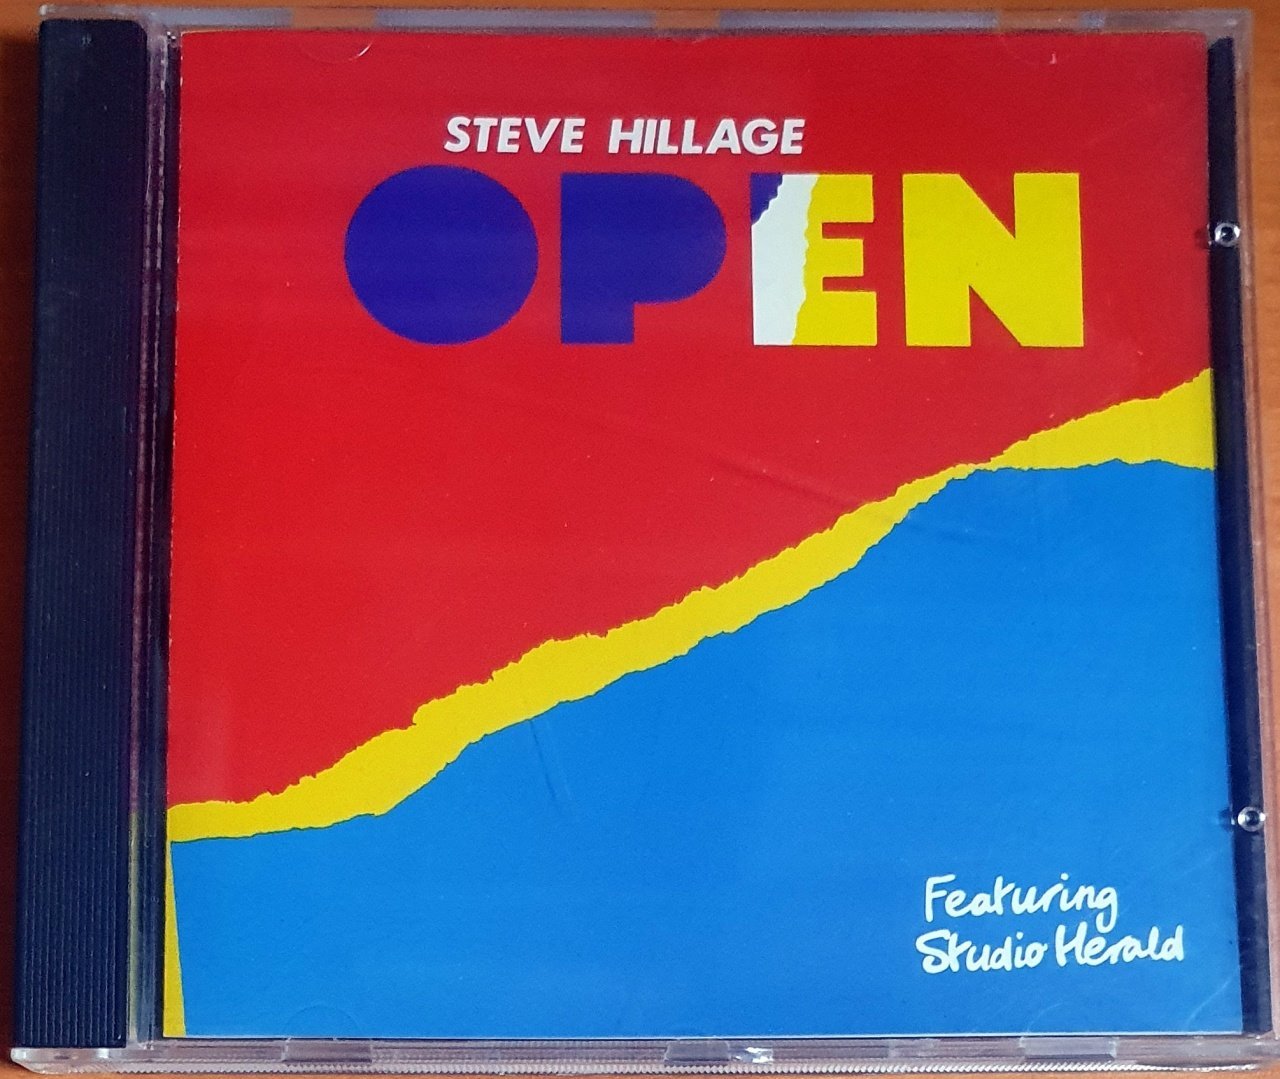 STEVE HILLAGE
OPEN
Featuring
Studio Herald